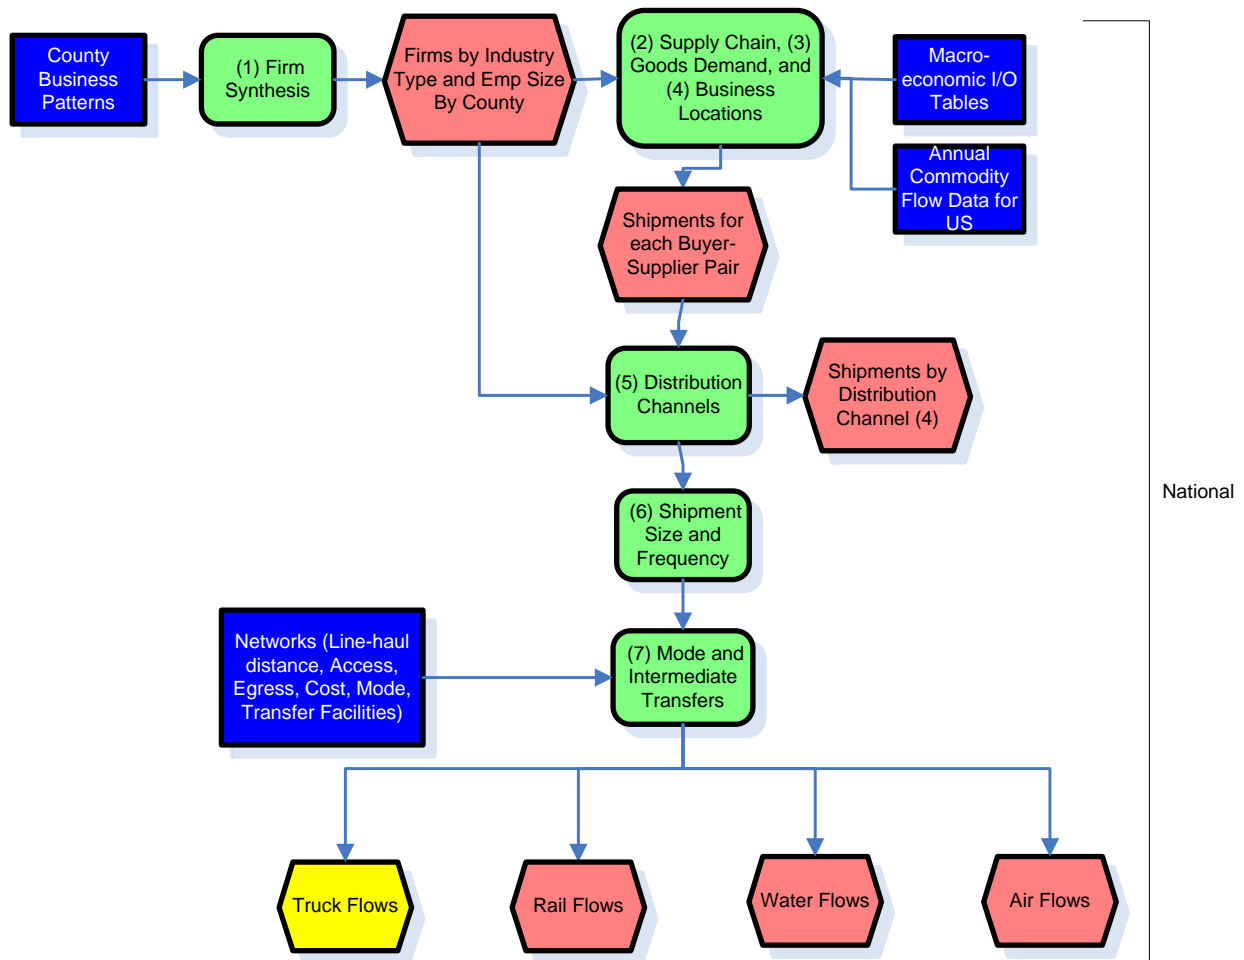 County
Business
Patterns
(1) Firm
Synthesis
Firms by Industry
Type and Emp Size
By County
(2) Supply Chain, (3)
Goods Demand, and
(4) Business
Locations
Macro-
economic I/O
Tables
Annual
Commodity
Flow Data for
US
Shipments for
each Buyer-
Supplier Pair
(5) Distribution
Channels
Shipments by
Distribution
Channel (4)
National
(6) Shipment
Size and
Frequency
Networks (Line-haul
distance, Access,
Egress, Cost, Mode,
Transfer Facilities)
(7) Mode and
Intermediate
Transfers
Truck Flows
Rail Flows
Water Flows
Air Flows